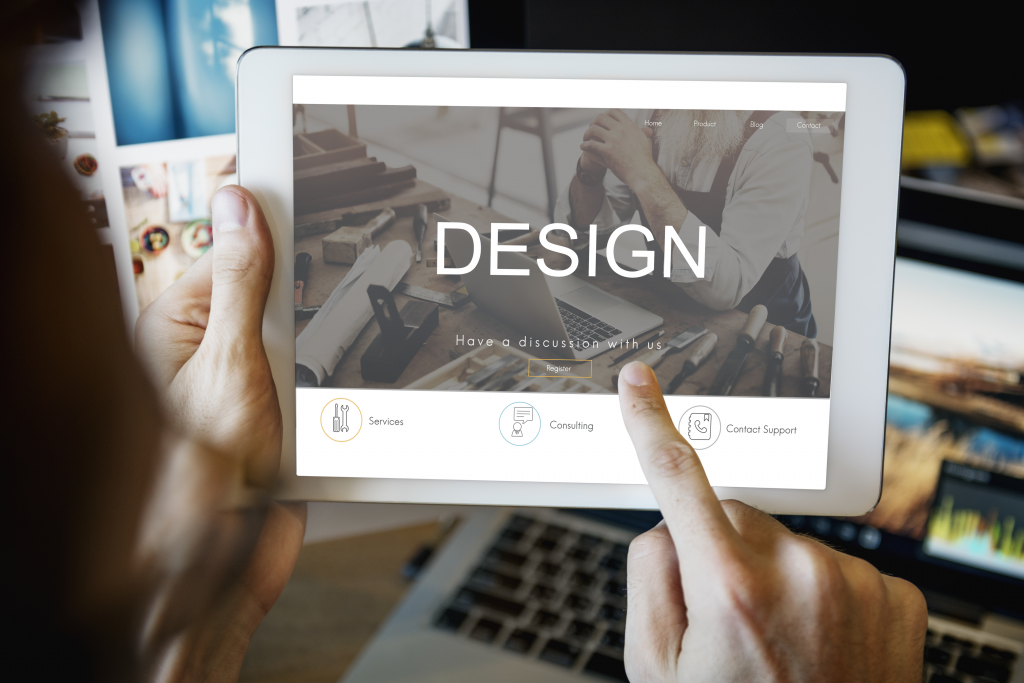 Home Product Blog Contact
DESIGN
Have a discussion with us
Register
Services Consulting Contact Support